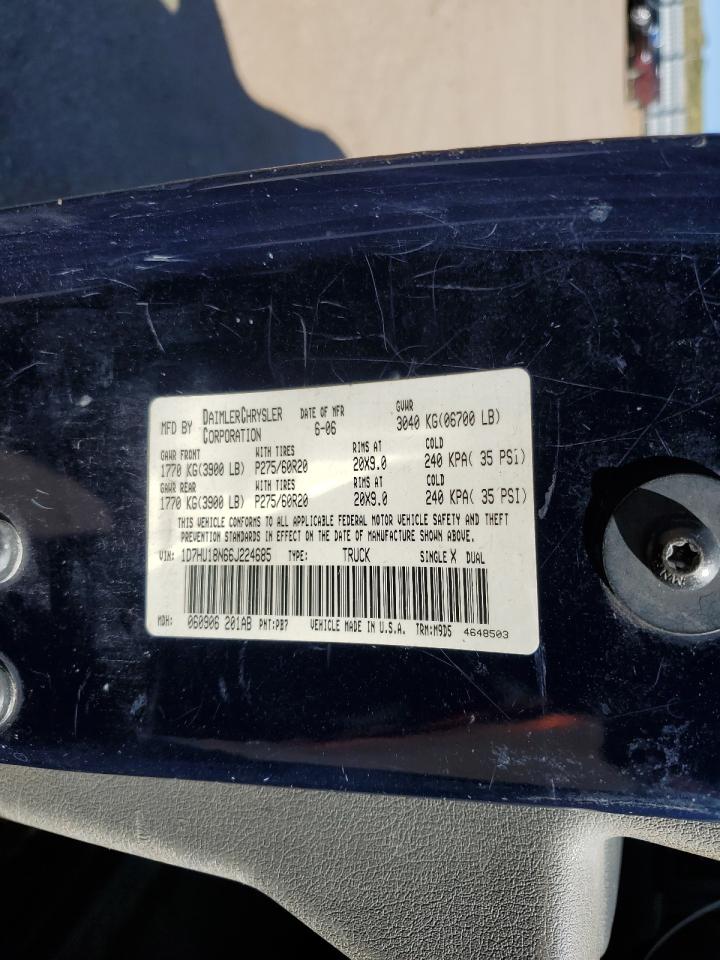 MFD BY DAIMLERCHRYSLER CORPORATION DATE OF MFR 6-06 GVWR 3040 KG(06700 LB)
GAWR FRONT WITH TIRES RIMS AT COLD
1770 KG(3900 LB) P275/60R20 20X9.0 240 KPA( 35 PSI)
GAWR REAR WITH TIRES RIMS AT COLD
1770 KG(3900 LB) P275/60R20 20X9.0 240 KPA( 35 PSI)
THIS VEHICLE CONFORMS TO ALL APPLICABLE FEDERAL MOTOR VEHICLE SAFETY AND THEFT
PREVENTION STANDARDS IN EFFECT ON THE DATE OF MANUFACTURE SHOWN ABOVE.
VIN: 1D7HU18N66J224685 TYPE: TRUCK SINGLE X DUAL
MDH: 060906 201AB PNT:PB7 VEHICLE MADE IN U.S.A. TRM:M9D5 4648503